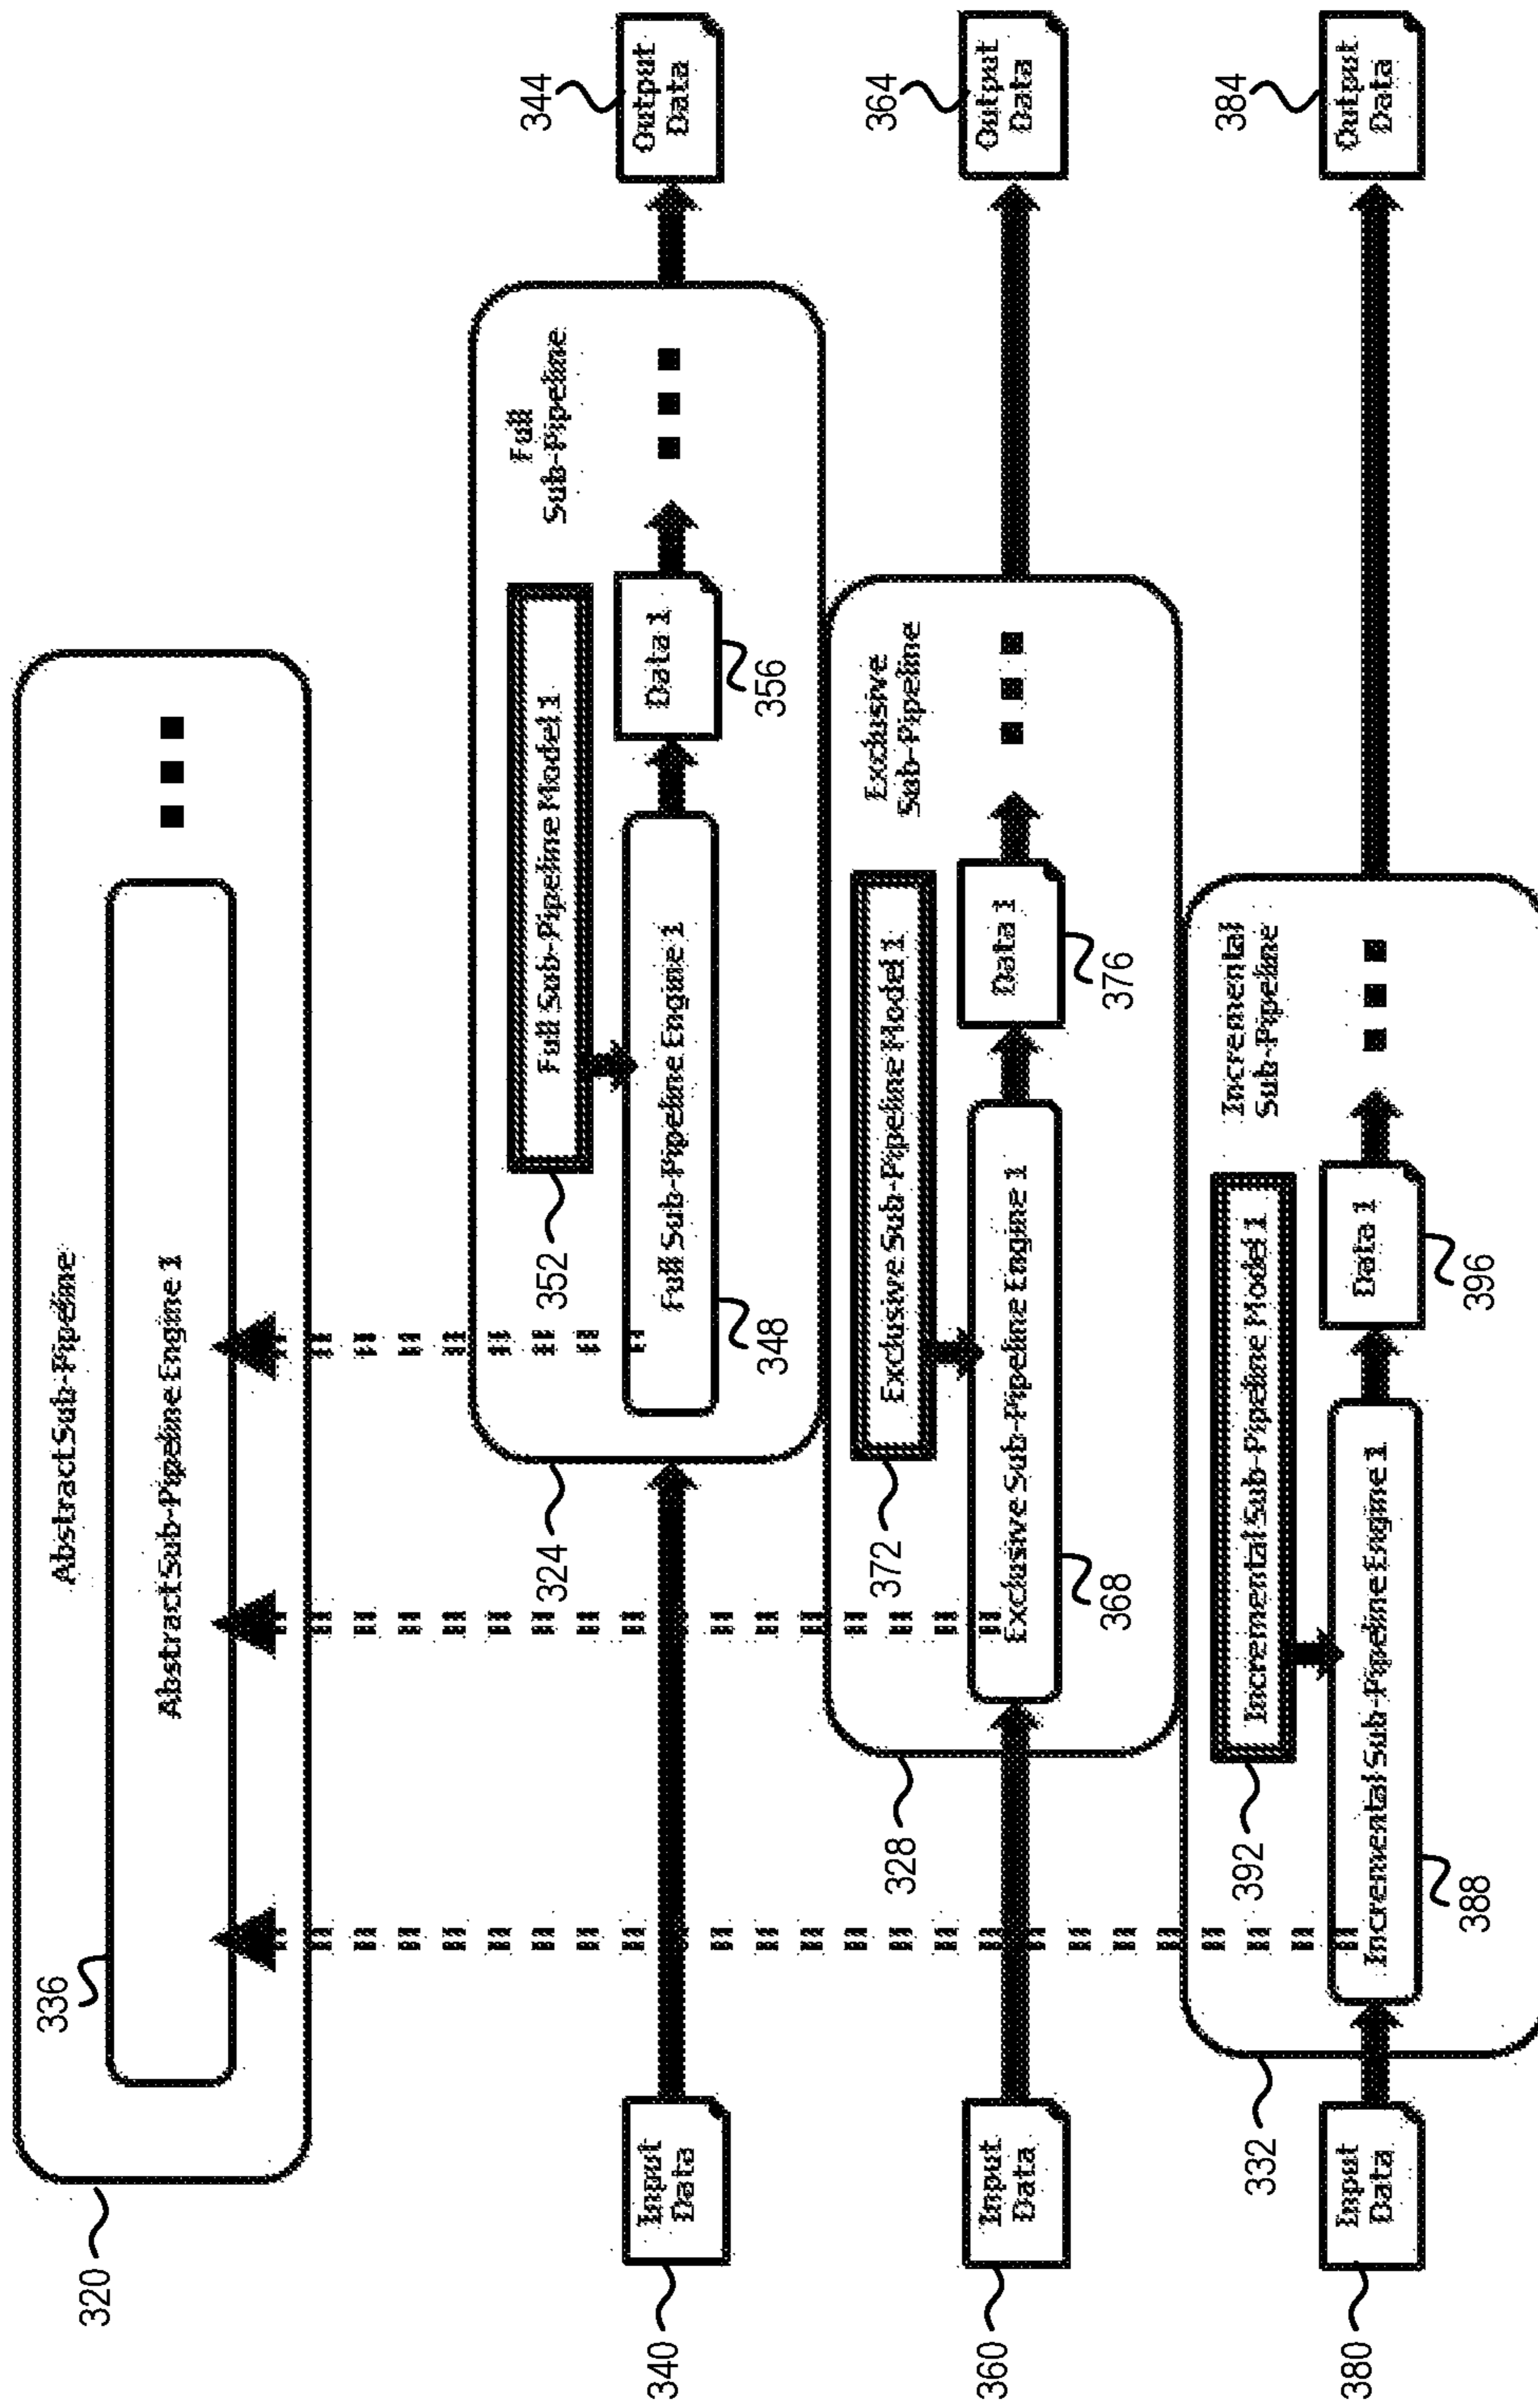 320
Abstract Sub-Pipeline
336
Abstract Sub-Pipeline Engine 1
324
Full
Sub-Pipeline
352
Full Sub-Pipeline Model 1
340
Input
Data
348
Full Sub-Pipeline Engine 1
Data 1
356
344
Output
Data
328
Exclusive
Sub-Pipeline
372
Exclusive Sub-Pipeline Model 1
360
Input
Data
368
Exclusive Sub-Pipeline Engine 1
Data 1
376
364
Output
Data
332
Incremental
Sub-Pipeline
392
Incremental Sub-Pipeline Model 1
380
Input
Data
388
Incremental Sub-Pipeline Engine 1
Data 1
396
384
Output
Data